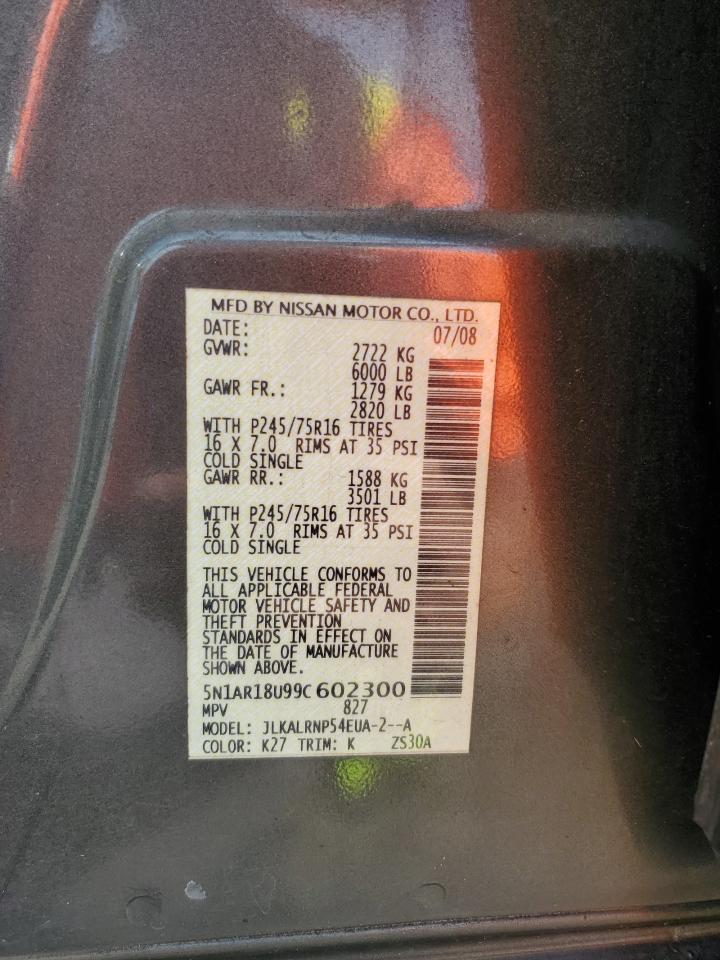 MFD BY NISSAN MOTOR CO., LTD.
DATE: 07/08
GVWR: 2722 KG
6000 LB
GAWR FR.: 1279 KG
2820 LB
WITH P245/75R16 TIRES
16 X 7.0 RIMS AT 35 PSI
COLD SINGLE
GAWR RR.: 1588 KG
3501 LB
WITH P245/75R16 TIRES
16 X 7.0 RIMS AT 35 PSI
COLD SINGLE
THIS VEHICLE CONFORMS TO
ALL APPLICABLE FEDERAL
MOTOR VEHICLE SAFETY AND
THEFT PREVENTION
STANDARDS IN EFFECT ON
THE DATE OF MANUFACTURE
SHOWN ABOVE.
5N1AR18U99C602300
MPV 827
MODEL: JLKALRNP54EUA-2--A
COLOR: K27 TRIM: K ZS30A